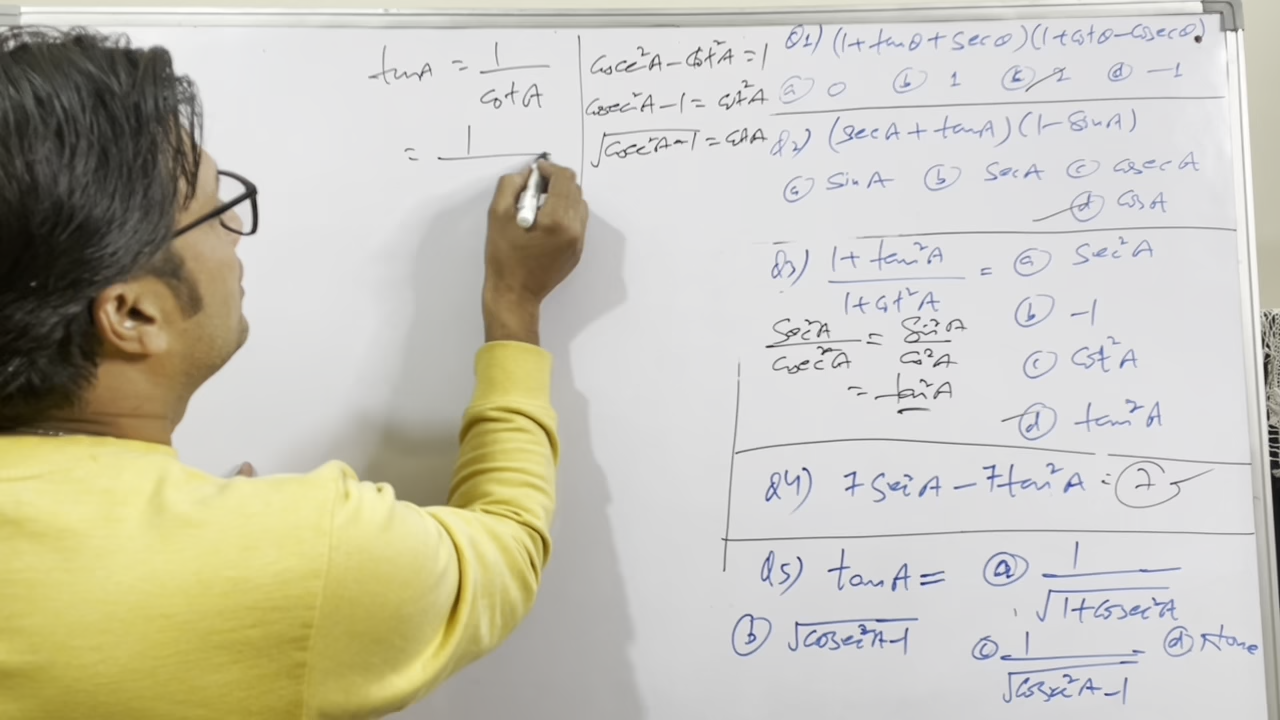 tanA = 1/cotA
= 1/
cosec²A - cot²A = 1
cosec²A - 1 = cot²A
√(cosec²A - 1) = cotA
Q1) (1 + tanθ + secθ)(1 + cotθ - cosecθ)
(a) 0 (b) 1 (c) 2 (d) -1
Q2) (secA + tanA)(1 - sinA)
(a) sinA (b) secA (c) cosecA
(d) cosA
Q3) (1 + tan²A)/(1 + cot²A) = (a) sec²A
(b) -1
sec²A/cosec²A = sin²A/cos²A
(c) cot²A
= tan²A
(d) tan²A
Q4) 7sec²A - 7tan²A = 7
Q5) tanA = (a) 1/√(1 + cosec²A)
(b) √(cosec²A - 1) (c) 1/√(cosec²A - 1) (d) None